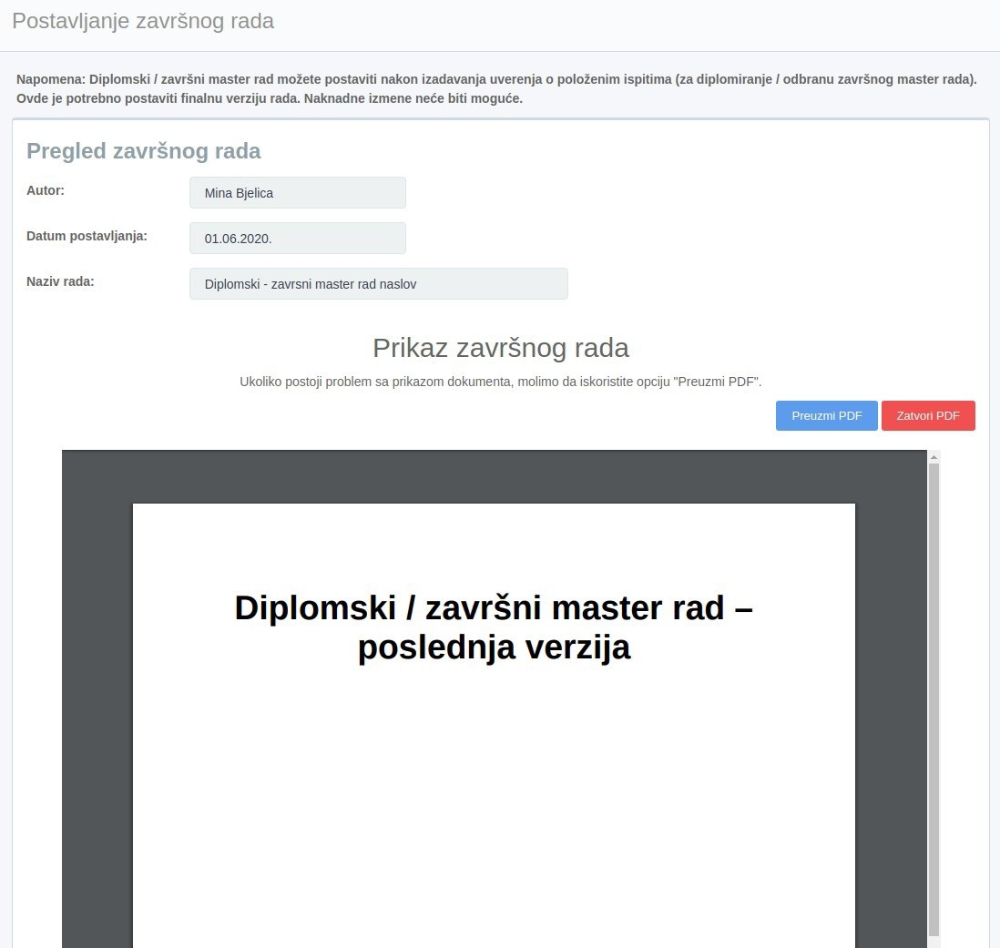 Postavljanje završnog rada
Napomena: Diplomski / završni master rad možete postaviti nakon izadavanja uverenja o položenim ispitima (za diplomiranje / odbranu završnog master rada).
Ovde je potrebno postaviti finalnu verziju rada. Naknadne izmene neće biti moguće.
Pregled završnog rada
Autor:
Mina Bjelica
Datum postavljanja:
01.06.2020.
Naziv rada:
Diplomski - zavrsni master rad naslov
Prikaz završnog rada
Ukoliko postoji problem sa prikazom dokumenta, molimo da iskoristite opciju "Preuzmi PDF".
Preuzmi PDF
Zatvori PDF
Diplomski / završni master rad –
poslednja verzija